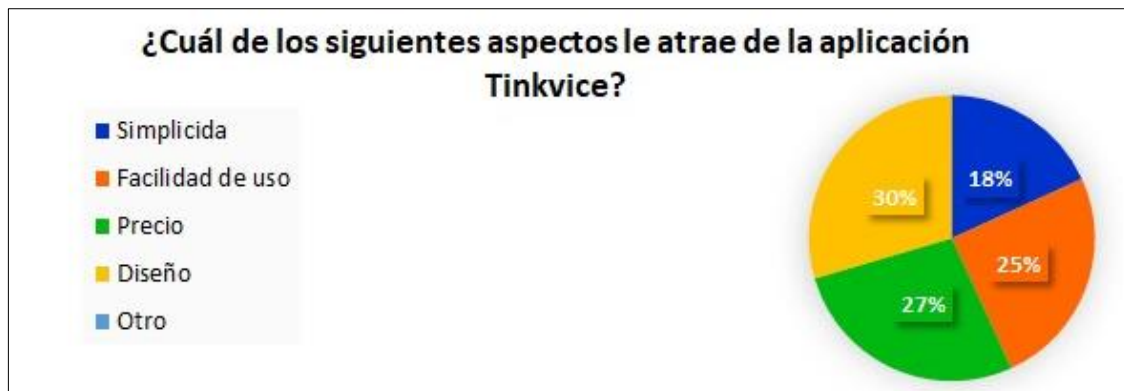 ¿Cuál de los siguientes aspectos le atrae de la aplicación
Tinkvice?
Simplicida
Facilidad de uso
Precio
Diseño
Otro
18%
25%
27%
30%